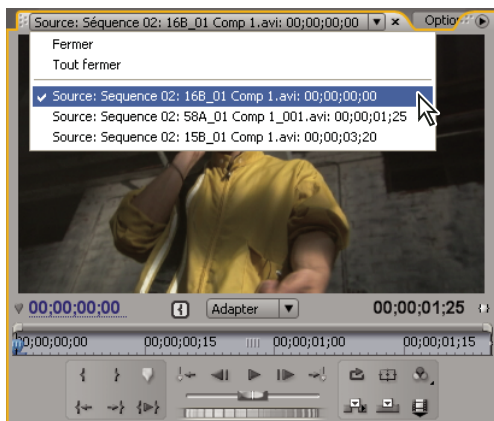 Source: Séquence 02: 16B_01 Comp 1.avi: 00;00;00;00
Option
Fermer
Tout fermer
Source: Sequence 02: 16B_01 Comp 1.avi: 00;00;00;00
Source: Sequence 02: 58A_01 Comp 1_001.avi: 00;00;01;25
Source: Sequence 02: 15B_01 Comp 1.avi: 00;00;03;20
00;00;00;00 Adapter 00;00;01;25
0;00;00;00 00;00;00;15 00;00;01;00 00;00;01;15